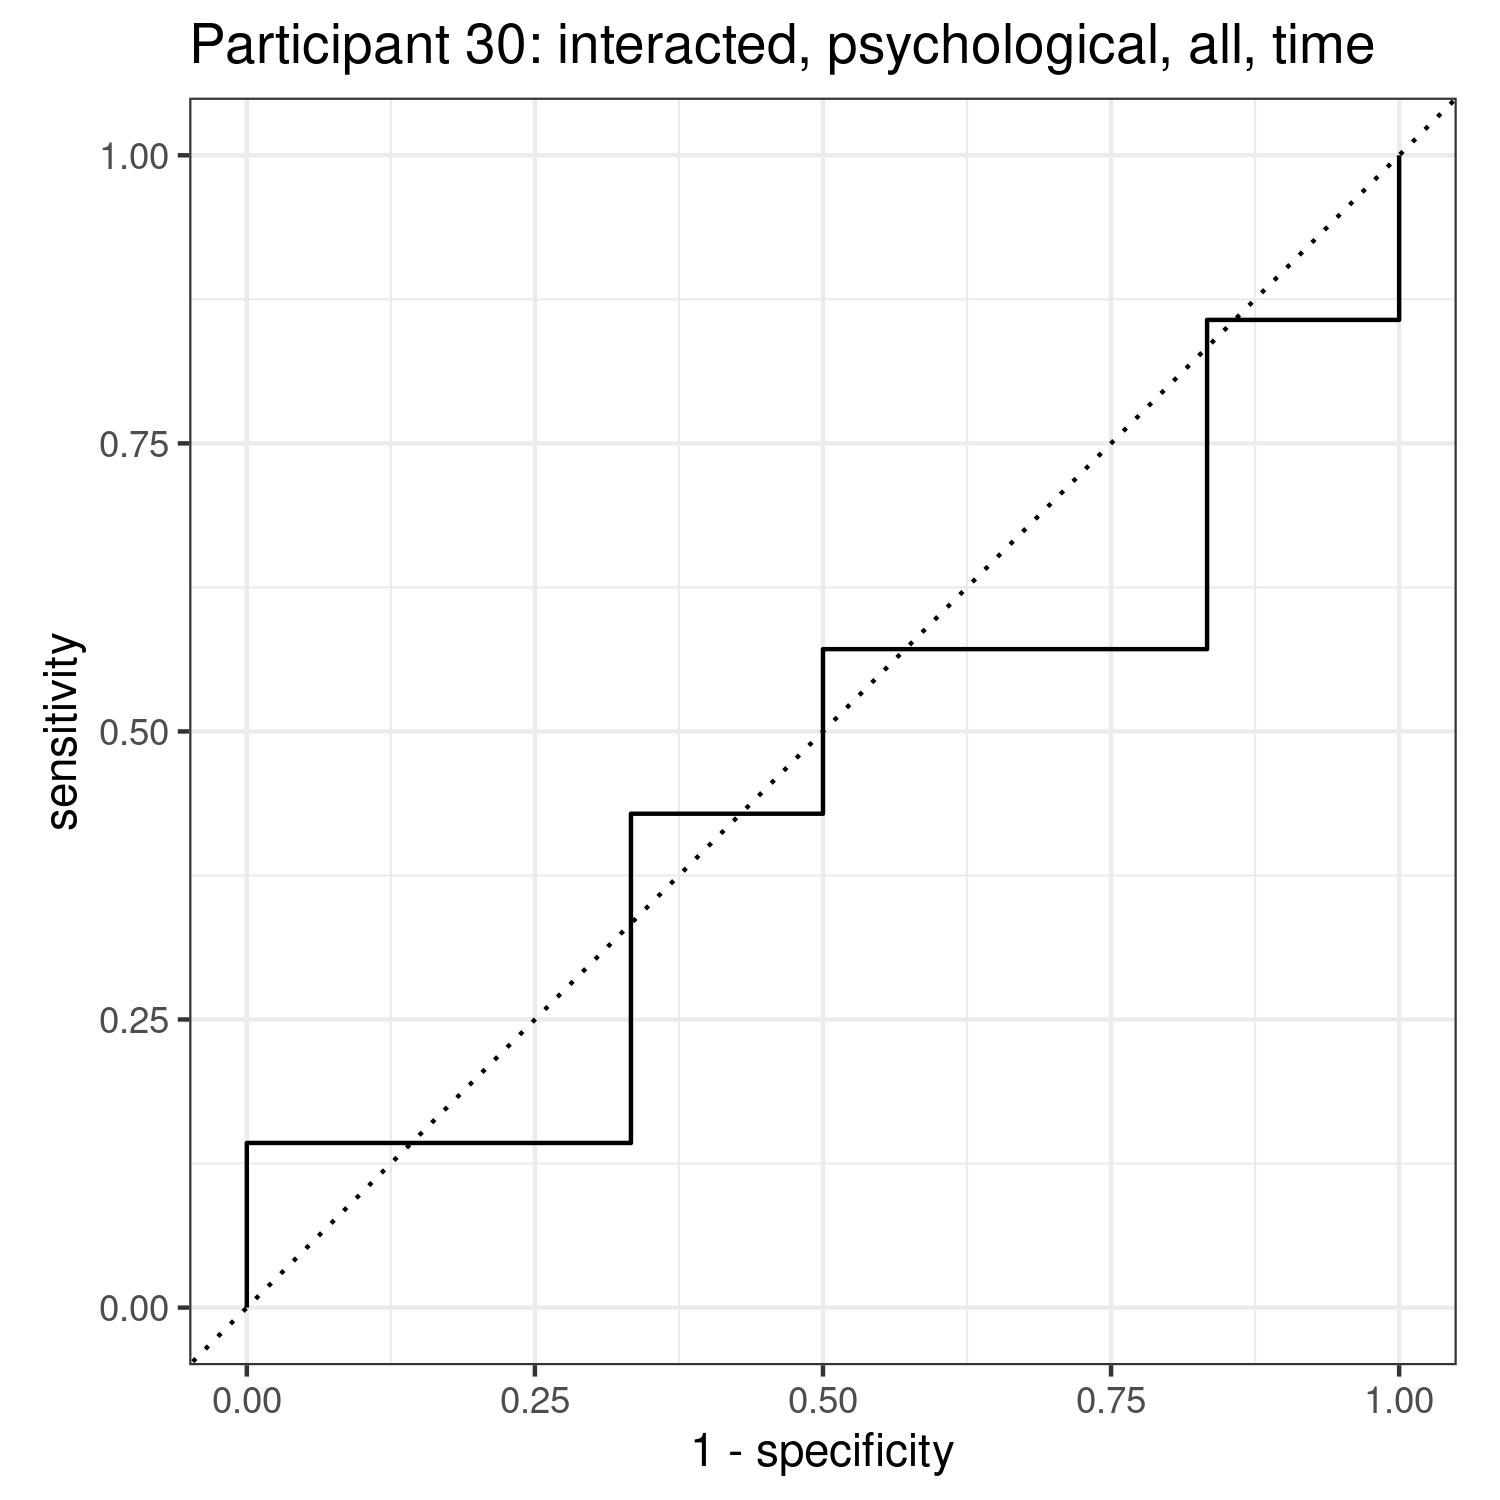 Participant 30: interacted, psychological, all, time
1.00
0.75
0.50
0.25
0.00
sensitivity
0.00 0.25 0.50 0.75 1.00
1 - specificity